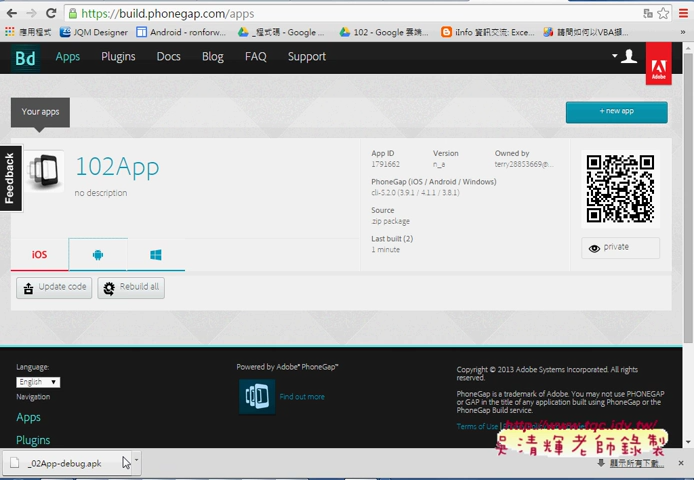 https://build.phonegap.com/apps
應用程式 JQM Designer Android - ronforw... _程式碼 - Google ... 102 - Google 雲端... iInfo 資訊交流: Exce... 請問如何以VBA擷...
Bd Apps Plugins Docs Blog FAQ Support
Adobe
Your apps
+ new app
Feedback
102App
no description
App ID Version Owned by
1791662 n_a terry28853669@...
PhoneGap (iOS / Android / Windows)
cli-5.2.0 (3.9.1 / 4.1.1 / 3.8.1)
Source
.zip package
Last built (2)
1 minute
private
iOS
Update code Rebuild all
Language:
English
Navigation
Apps
Plugins
Powered by Adobe® PhoneGap™
Find out more
Copyright © 2013 Adobe Systems Incorporated. All rights
reserved.
PhoneGap is a trademark of Adobe. You may not use PHONEGAP
or GAP in the title of any application built using PhoneGap or the
PhoneGap Build service.
Terms of Use
吳清輝老師錄製
_02App-debug.apk
顯示所有下載...